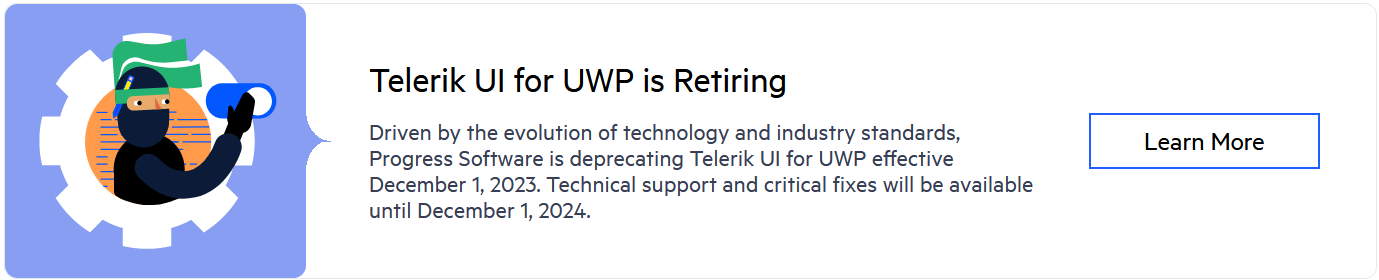 Telerik UI for UWP is Retiring
Driven by the evolution of technology and industry standards,
Progress Software is deprecating Telerik UI for UWP effective
December 1, 2023. Technical support and critical fixes will be available
until December 1, 2024.
Learn More